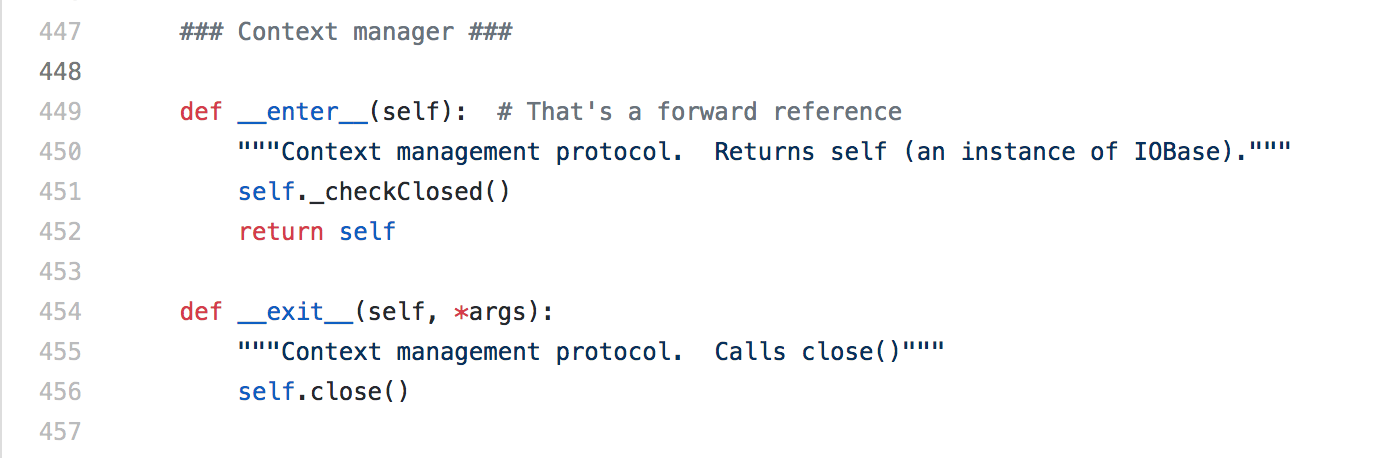 447 ### Context manager ###
448
449 def __enter__(self):  # That's a forward reference
450 """Context management protocol.  Returns self (an instance of IOBase)."""
451 self._checkClosed()
452 return self
453
454 def __exit__(self, *args):
455 """Context management protocol.  Calls close()"""
456 self.close()
457